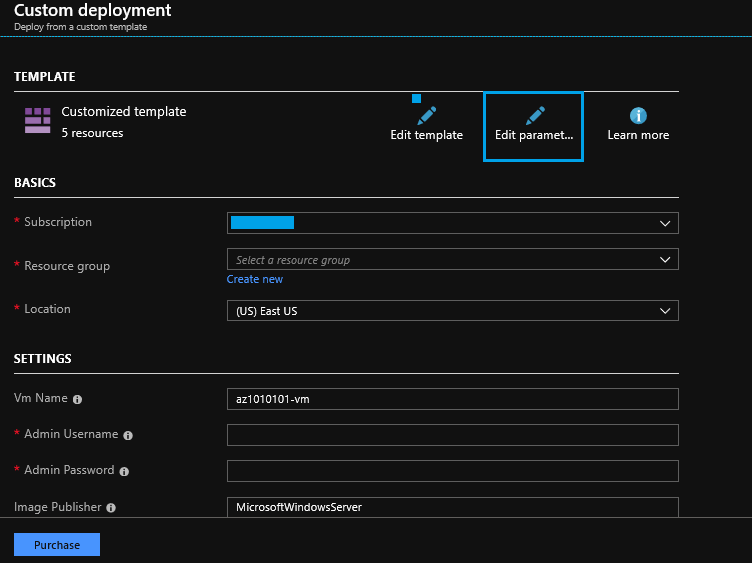 Custom deployment
Deploy from a custom template
TEMPLATE
Customized template
5 resources
Edit template
Edit paramet...
Learn more
BASICS
* Subscription
* Resource group
Select a resource group
Create new
* Location
(US) East US
SETTINGS
Vm Name
az1010101-vm
* Admin Username
* Admin Password
Image Publisher
MicrosoftWindowsServer
Purchase